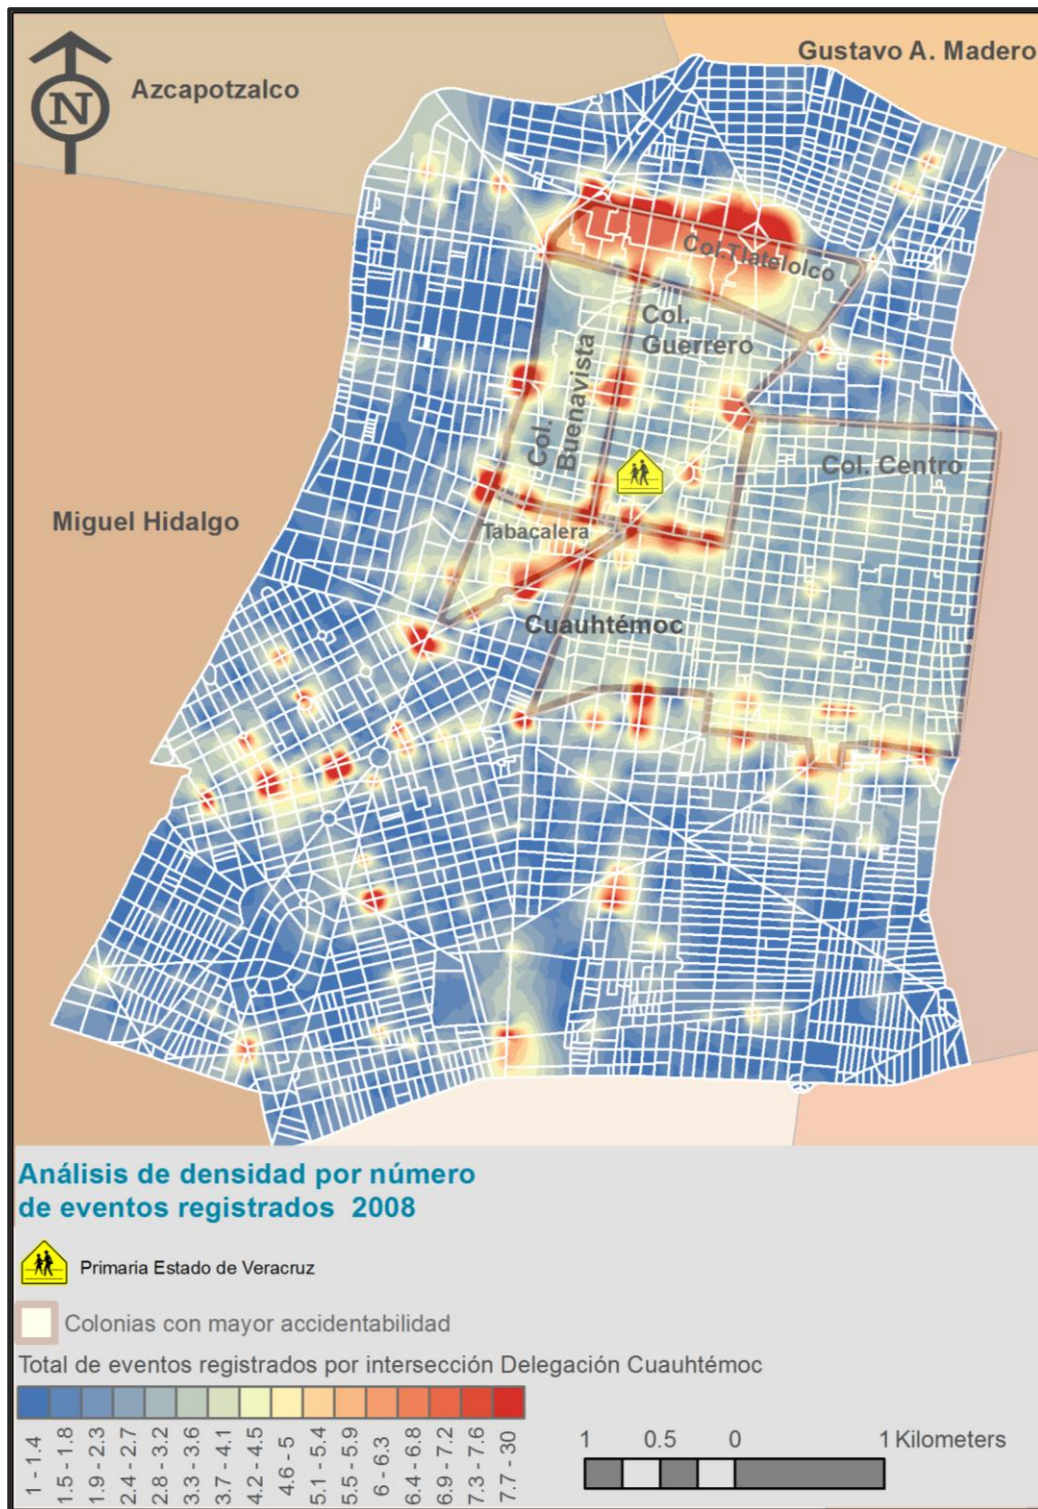 Gustavo A. Madero
Azcapotzalco
N
Col.Tlatelolco
Col.
Guerrero
Col.
Buenavista
Col. Centro
Miguel Hidalgo
Tabacalera
Cuauhtémoc
Análisis de densidad por número
de eventos registrados 2008
Primaria Estado de Veracruz
Colonias con mayor accidentabilidad
Total de eventos registrados por intersección Delegación Cuauhtémoc
1 - 1.4
1.5 - 1.8
1.9 - 2.3
2.4 - 2.7
2.8 - 3.2
3.3 - 3.6
3.7 - 4.1
4.2 - 4.5
4.6 - 5
5.1 - 5.4
5.5 - 5.9
6 - 6.3
6.4 - 6.8
6.9 - 7.2
7.3 - 7.6
7.7 - 30
1 0.5 0 1 Kilometers